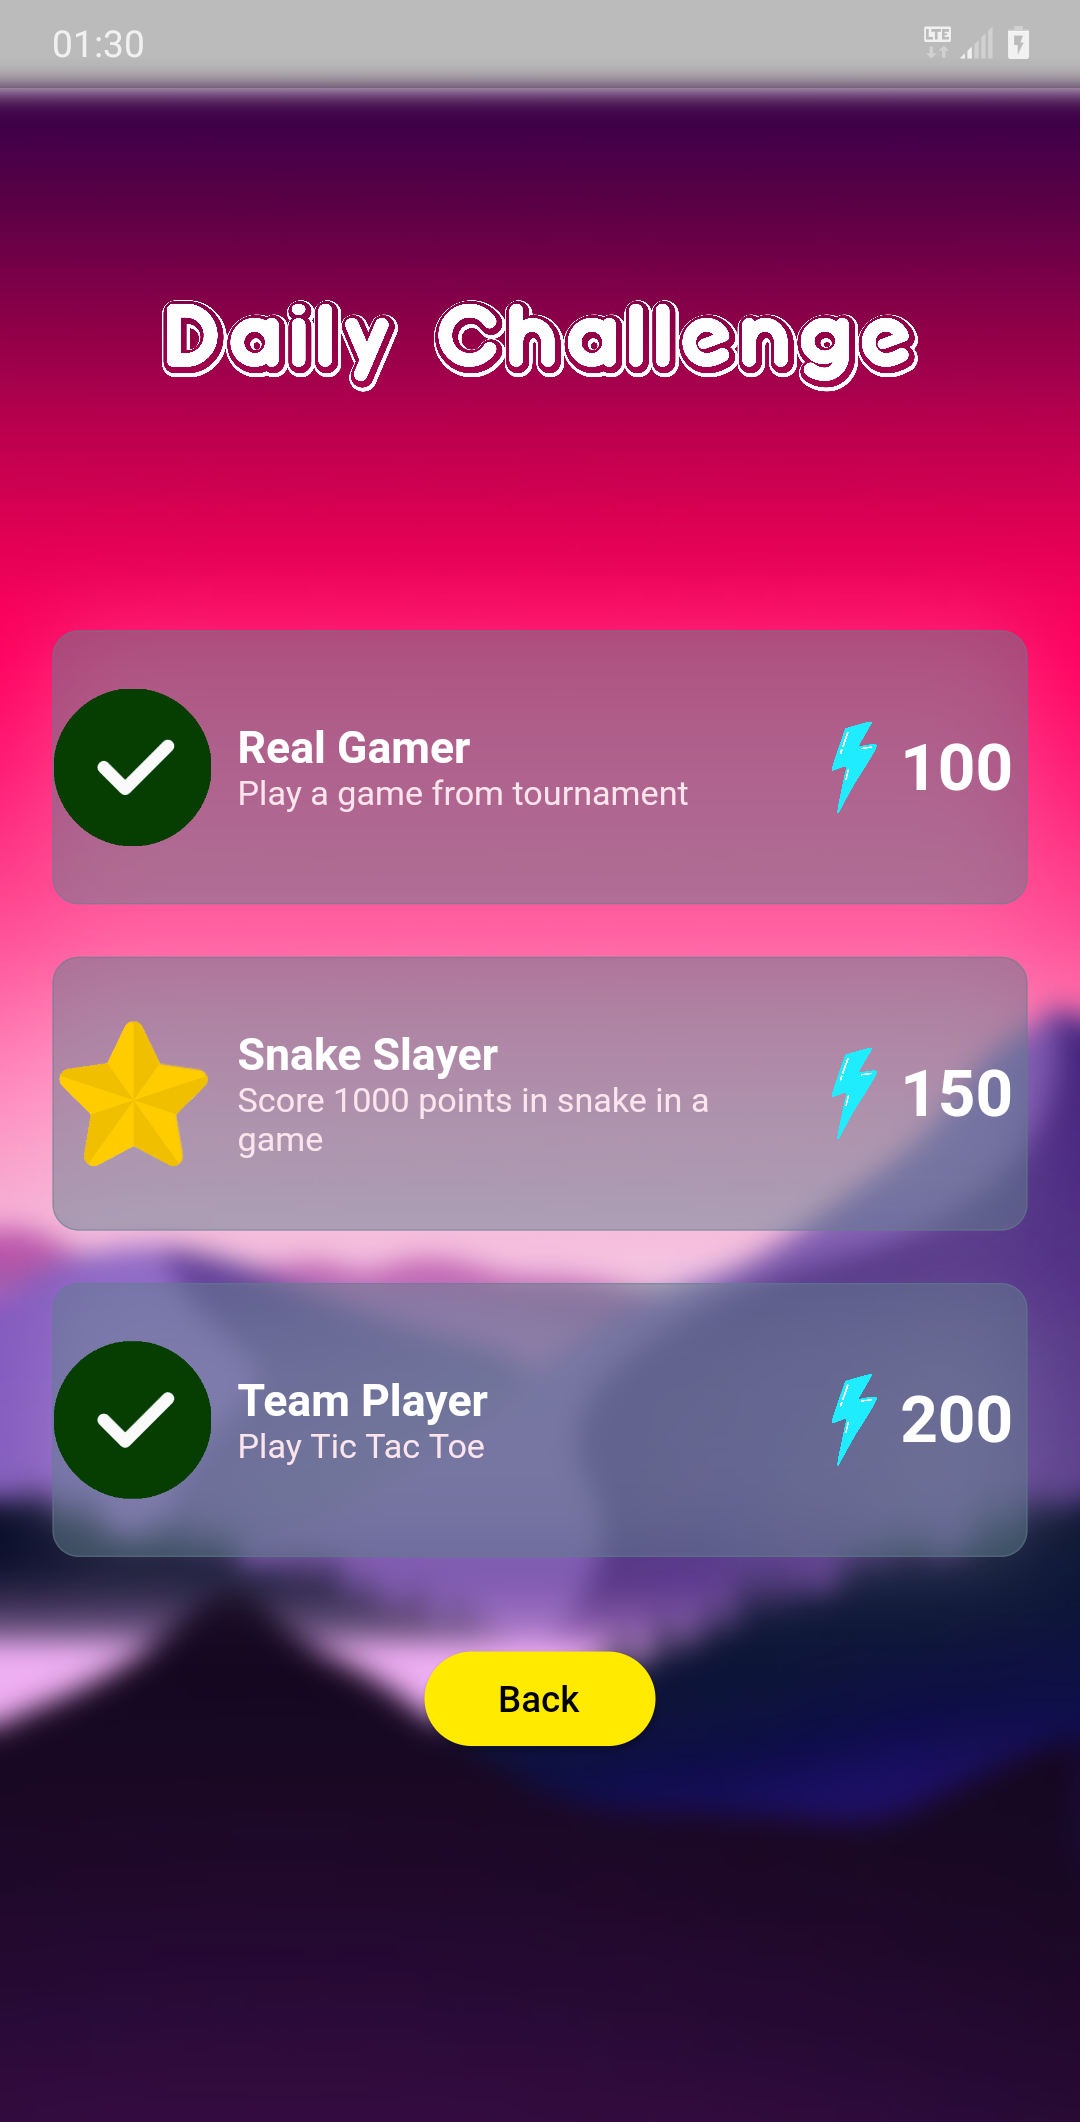 01:30
LTE
Daily Challenge
Real Gamer
Play a game from tournament
100
Snake Slayer
Score 1000 points in snake in a
game
150
Team Player
Play Tic Tac Toe
200
Back